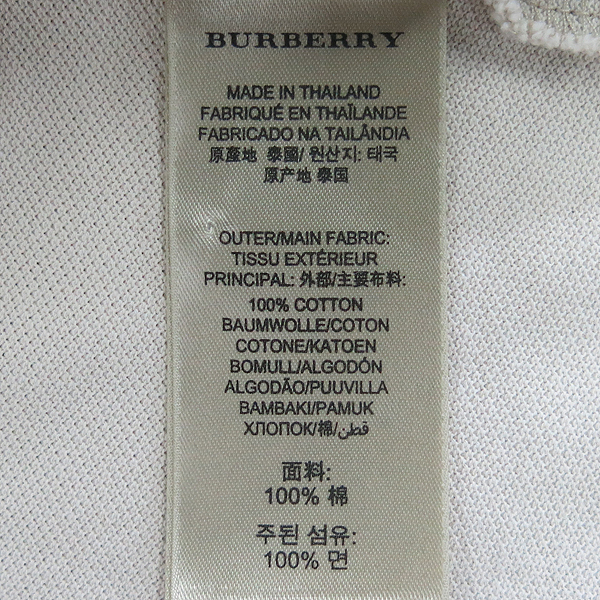 BURBERRY
MADE IN THAILAND
FABRIQUÉ EN THAÏLANDE
FABRICADO NA TAILÂNDIA
原產地 泰國/ 원산지: 태국
原产地 泰国
OUTER/MAIN FABRIC:
TISSU EXTÉRIEUR
PRINCIPAL: 外部/主要布料:
100% COTTON
BAUMWOLLE/COTON
COTONE/KATOEN
BOMULL/ALGODÓN
ALGODÃO/PUUVILLA
BAMBAKI/PAMUK
ХЛОПОК/棉/قطن
面料:
100% 棉
주된 섬유:
100% 면